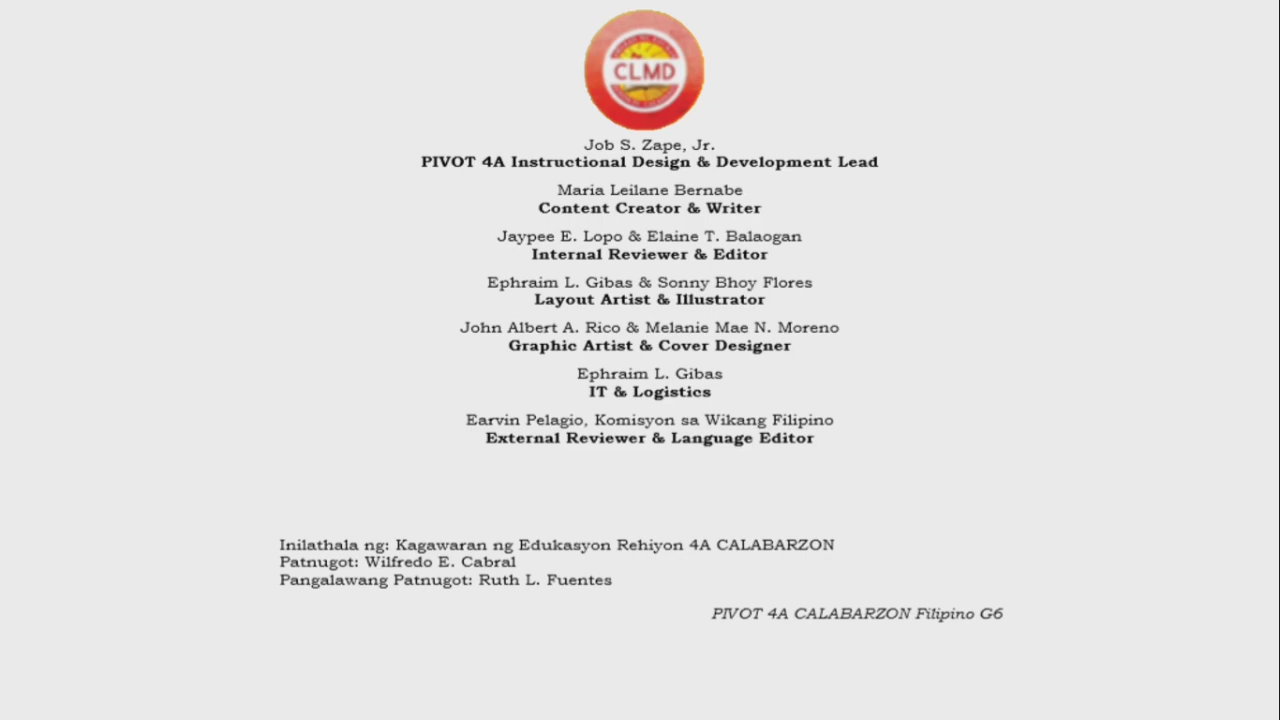 CLMD
Job S. Zape, Jr.
PIVOT 4A Instructional Design & Development Lead
Maria Leilane Bernabe
Content Creator & Writer
Jaypee E. Lopo & Elaine T. Balaogan
Internal Reviewer & Editor
Ephraim L. Gibas & Sonny Bhoy Flores
Layout Artist & Illustrator
John Albert A. Rico & Melanie Mae N. Moreno
Graphic Artist & Cover Designer
Ephraim L. Gibas
IT & Logistics
Earvin Pelagio, Komisyon sa Wikang Filipino
External Reviewer & Language Editor
Inilathala ng: Kagawaran ng Edukasyon Rehiyon 4A CALABARZON
Patnugot: Wilfredo E. Cabral
Pangalawang Patnugot: Ruth L. Fuentes
PIVOT 4A CALABARZON Filipino G6